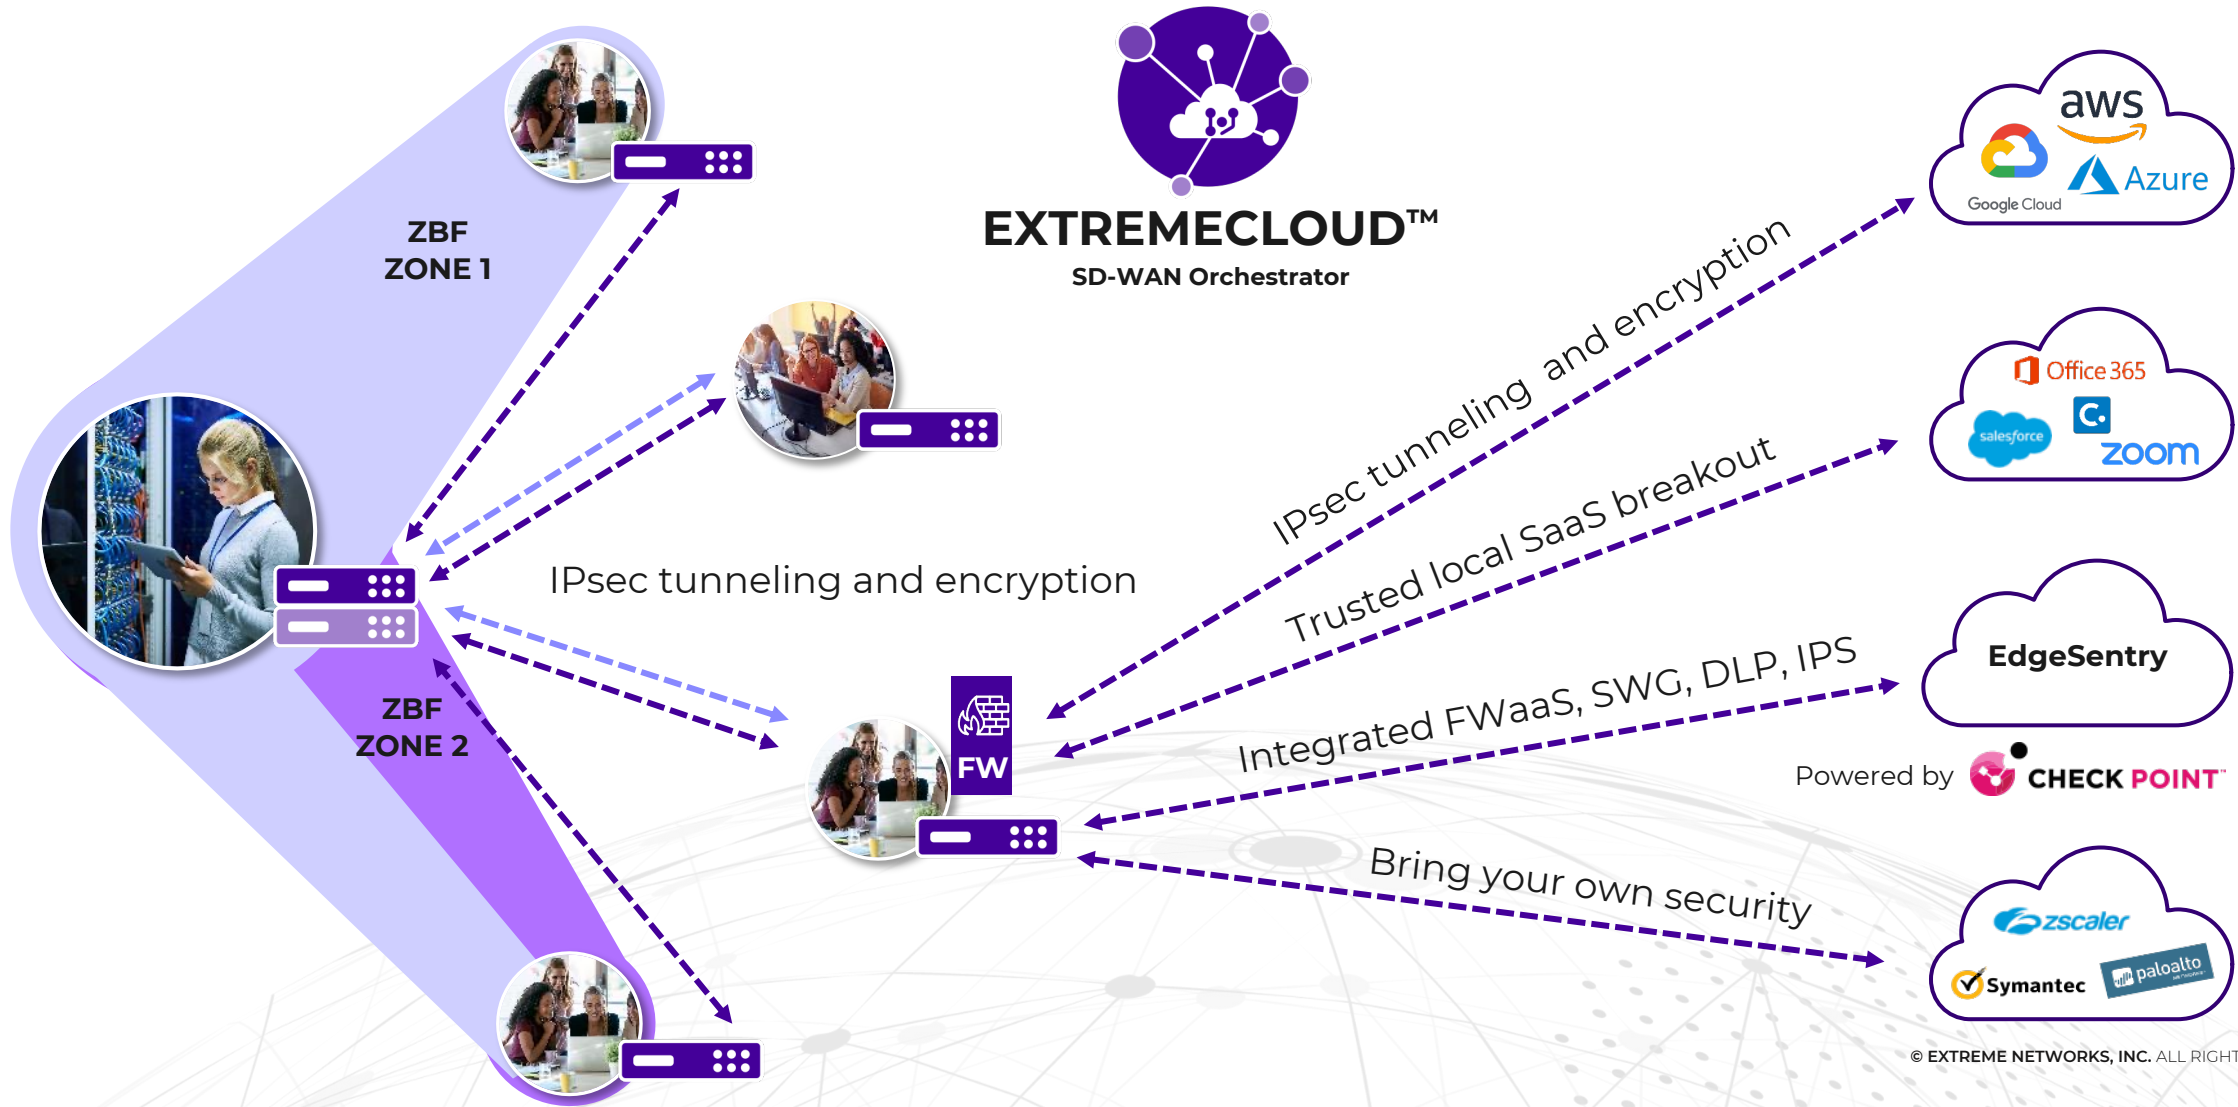 ZBF
ZONE 1
EXTREMECLOUD™
SD-WAN Orchestrator
IPsec tunneling and encryption
ZBF
ZONE 2
FW
IPsec tunneling and encryption
Trusted local SaaS breakout
Integrated FWaaS, SWG, DLP, IPS
Bring your own security
aws
Google Cloud
Azure
Office 365
salesforce
C.
zoom
EdgeSentry
Powered by CHECK POINT™
zscaler
Symantec
paloalto
© EXTREME NETWORKS, INC. ALL RIGHT